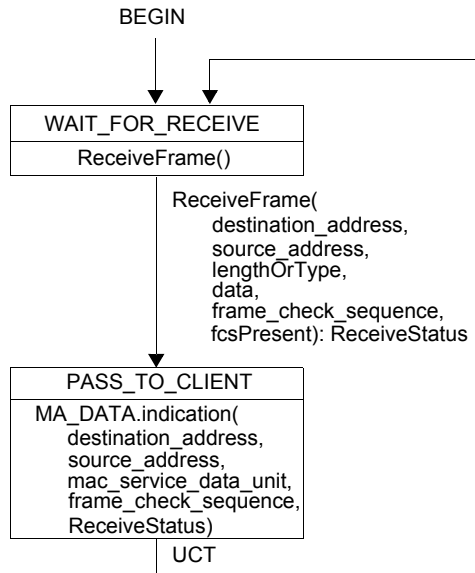 BEGIN
WAIT_FOR_RECEIVE
ReceiveFrame()
ReceiveFrame(
destination_address,
source_address,
lengthOrType,
data,
frame_check_sequence,
fcsPresent): ReceiveStatus
PASS_TO_CLIENT
MA_DATA.indication(
destination_address,
source_address,
mac_service_data_unit,
frame_check_sequence,
ReceiveStatus)
UCT